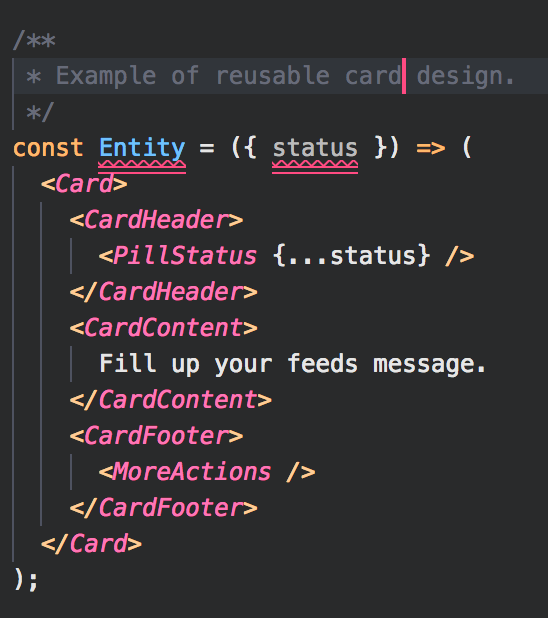 /**
 * Example of reusable card design.
 */
const Entity = ({ status }) => (
  <Card>
    <CardHeader>
      <PillStatus {...status} />
    </CardHeader>
    <CardContent>
      Fill up your feeds message.
    </CardContent>
    <CardFooter>
      <MoreActions />
    </CardFooter>
  </Card>
);